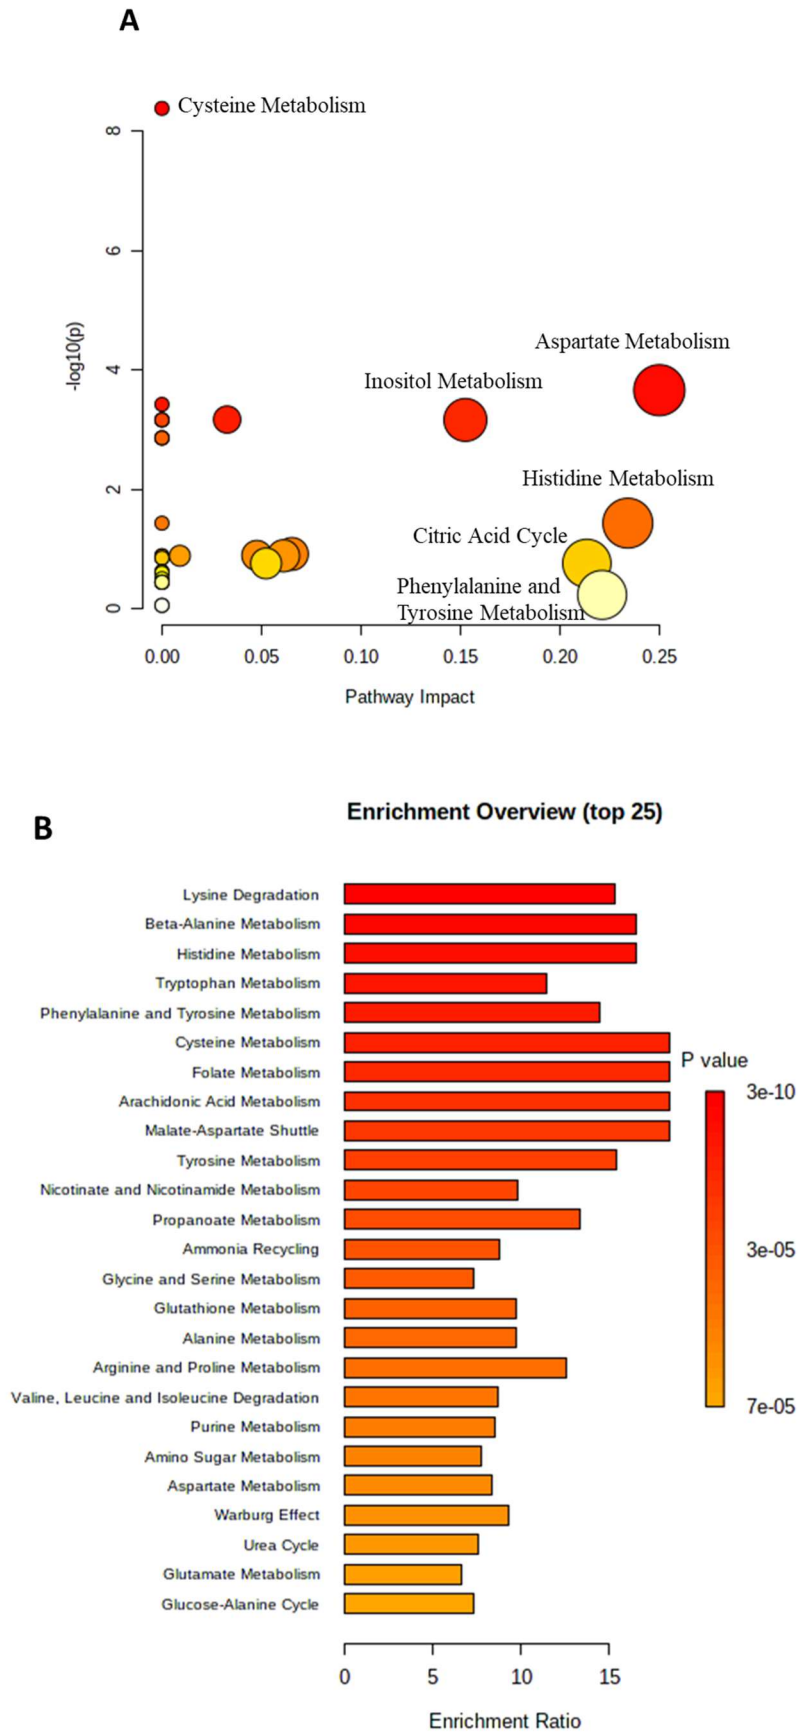 A
Cysteine Metabolism
8
6
4
2
0
-log10(p)
Aspartate Metabolism
Inositol Metabolism
Histidine Metabolism
Citric Acid Cycle
Phenylalanine and
Tyrosine Metabolism
0.00 0.05 0.10 0.15 0.20 0.25
Pathway Impact
B
Enrichment Overview (top 25)
Lysine Degradation
Beta-Alanine Metabolism
Histidine Metabolism
Tryptophan Metabolism
Phenylalanine and Tyrosine Metabolism
Cysteine Metabolism
Folate Metabolism
Arachidonic Acid Metabolism
Malate-Aspartate Shuttle
Tyrosine Metabolism
Nicotinate and Nicotinamide Metabolism
Propanoate Metabolism
Ammonia Recycling
Glycine and Serine Metabolism
Glutathione Metabolism
Alanine Metabolism
Arginine and Proline Metabolism
Valine, Leucine and Isoleucine Degradation
Purine Metabolism
Amino Sugar Metabolism
Aspartate Metabolism
Warburg Effect
Urea Cycle
Glutamate Metabolism
Glucose-Alanine Cycle
P value
3e-10
3e-05
7e-05
0 5 10 15
Enrichment Ratio